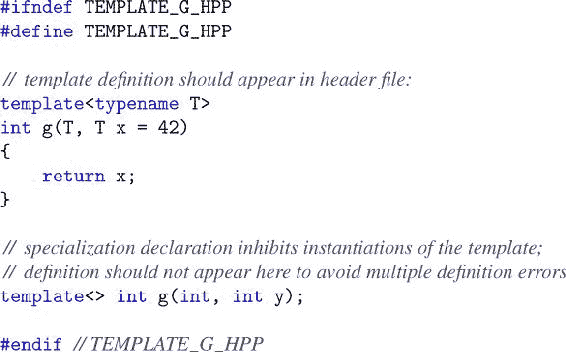 #ifndef TEMPLATE_G_HPP
#define TEMPLATE_G_HPP
// template definition should appear in header file:
template<typename T>
int g(T, T x = 42)
{
return x;
}
// specialization declaration inhibits instantiations of the template;
// definition should not appear here to avoid multiple definition errors
template<> int g(int, int y);
#endif // TEMPLATE_G_HPP